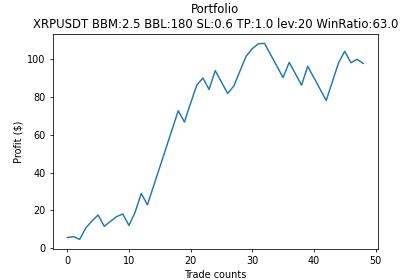 Portfolio
XRPUSDT BBM:2.5 BBL:180 SL:0.6 TP:1.0 lev:20 WinRatio:63.0
Profit ($)
100
80
60
40
20
0
0 10 20 30 40 50
Trade counts